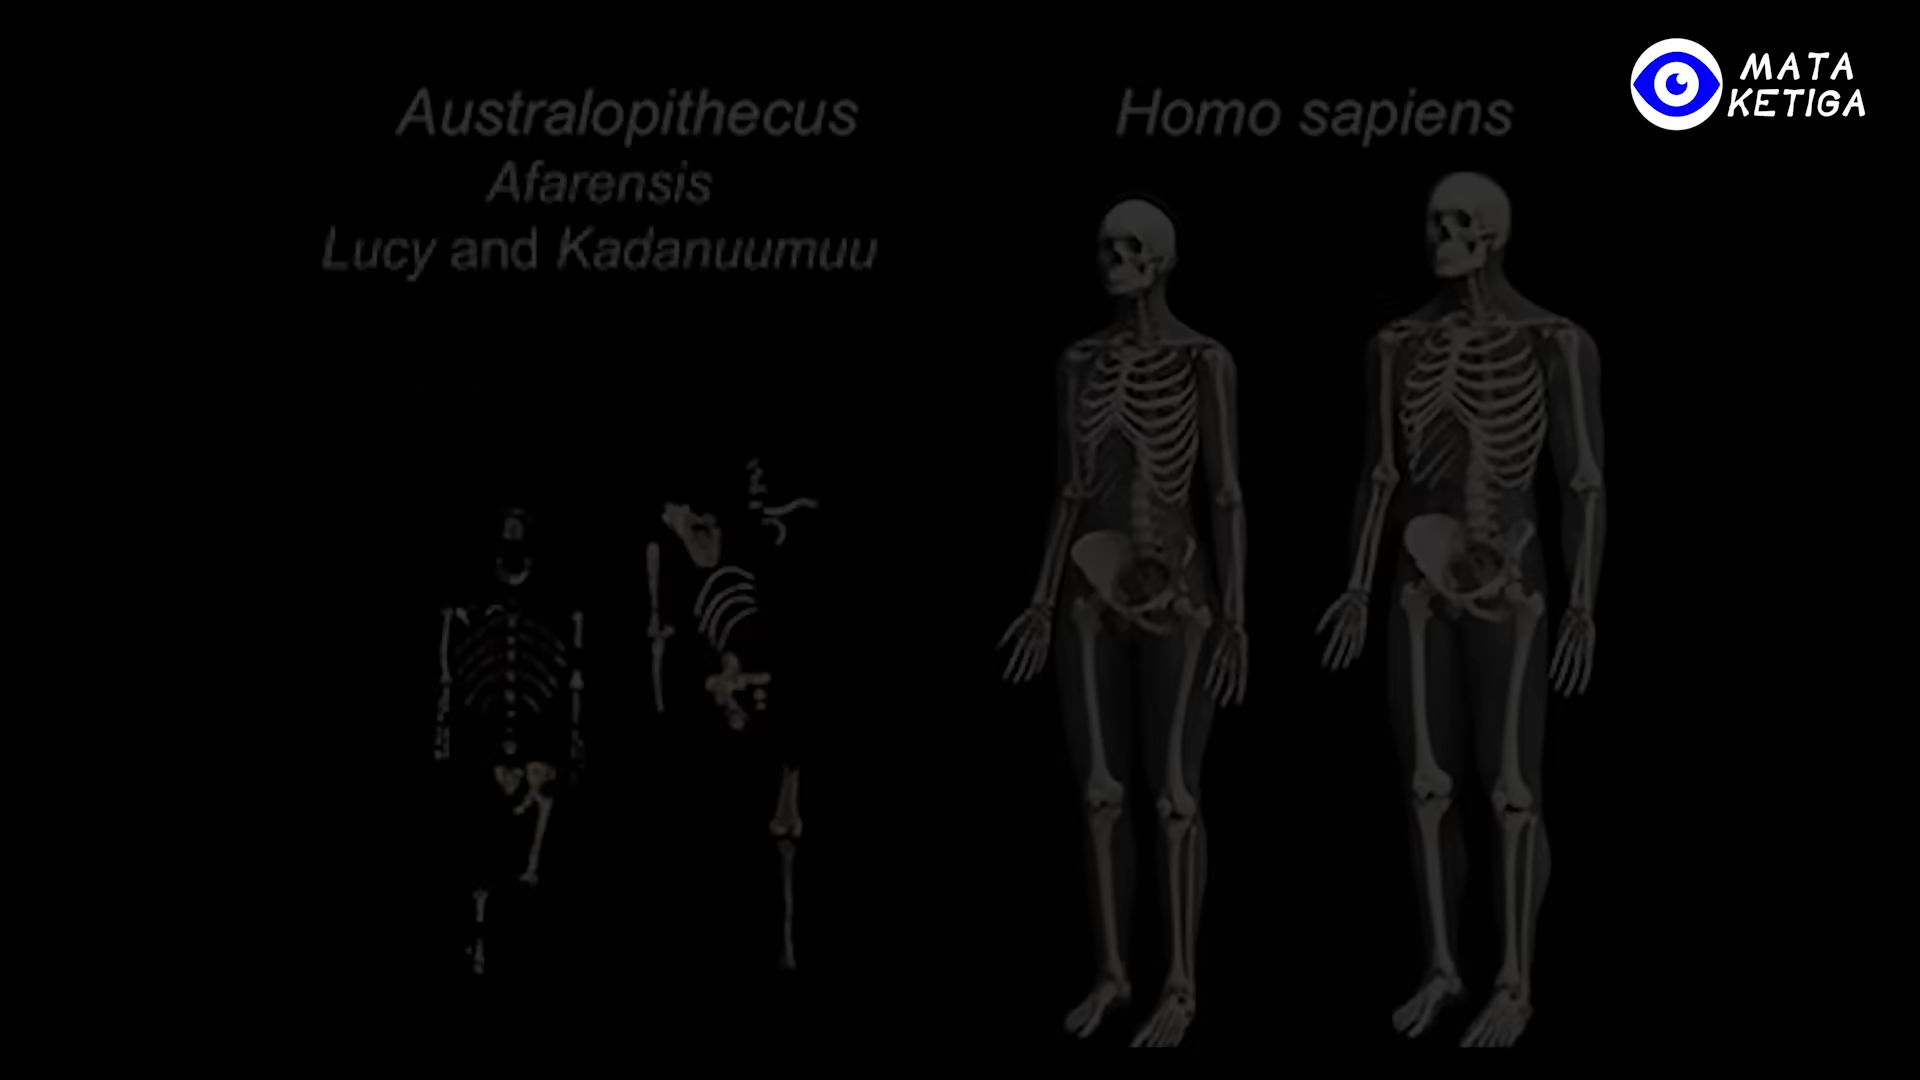 Australopithecus
Afarensis
Lucy and Kadanuumuu
Homo sapiens
MATA
KETIGA